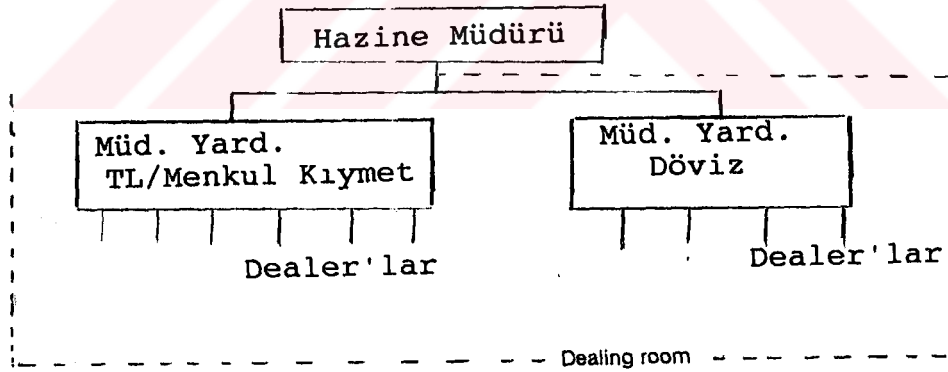 Hazine Müdürü
Müd. Yard.
TL/Menkul Kıymet
Müd. Yard.
Döviz
Dealer'lar
Dealer'lar
Dealing room